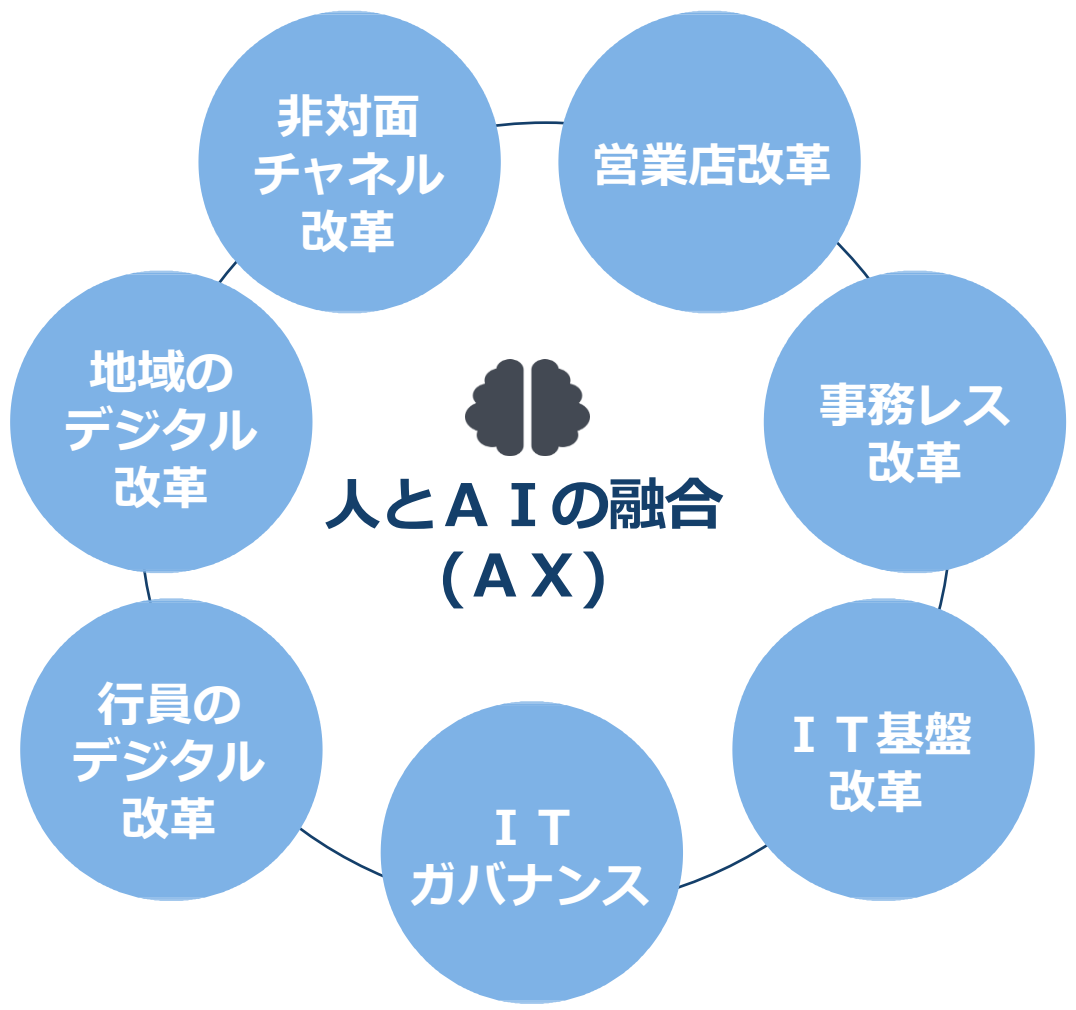 非対面
チャネル
改革
営業店改革
地域の
デジタル
改革
事務レス
改革
人とＡＩの融合
(ＡＸ)
行員の
デジタル
改革
ＩＴ基盤
改革
ＩＴ
ガバナンス